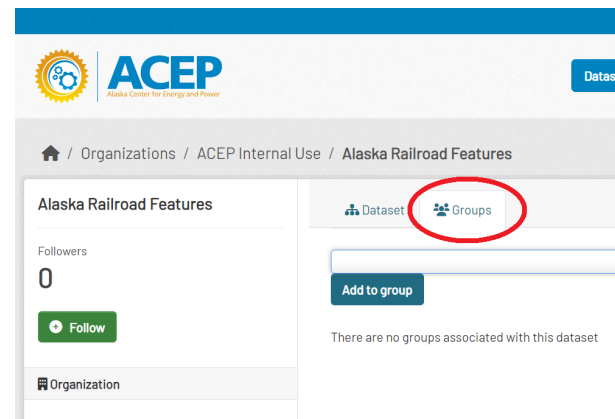 ACEP
Alaska Center for Energy and Power
Datas
/ Organizations / ACEP Internal Use / Alaska Railroad Features
Alaska Railroad Features
Dataset
Groups
Followers
0
Add to group
Follow
There are no groups associated with this dataset
Organization